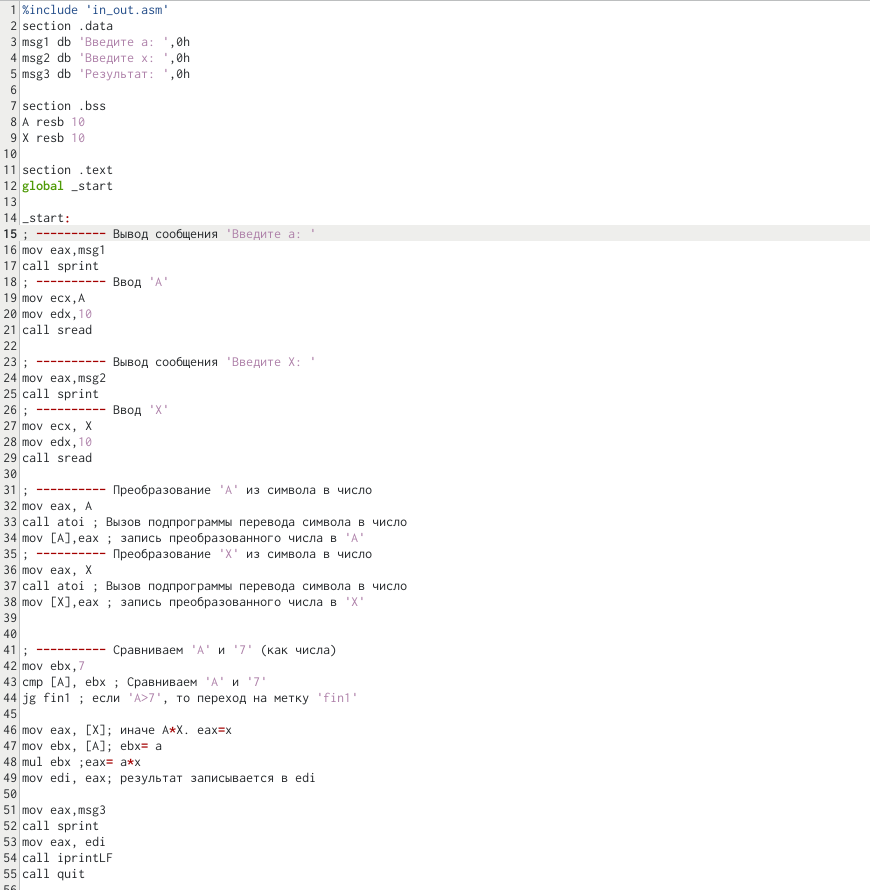 1 %include 'in_out.asm'
2 section .data
3 msg1 db 'Введите a: ',0h
4 msg2 db 'Введите x: ',0h
5 msg3 db 'Результат: ',0h
6
7 section .bss
8 A resb 10
9 X resb 10
10
11 section .text
12 global _start
13
14 _start:
15 ; ---------- Вывод сообщения 'Введите a: '
16 mov eax,msg1
17 call sprint
18 ; ---------- Ввод 'A'
19 mov ecx,A
20 mov edx,10
21 call sread
22
23 ; ---------- Вывод сообщения 'Введите X: '
24 mov eax,msg2
25 call sprint
26 ; ---------- Ввод 'X'
27 mov ecx, X
28 mov edx,10
29 call sread
30
31 ; ---------- Преобразование 'A' из символа в число
32 mov eax, A
33 call atoi ; Вызов подпрограммы перевода символа в число
34 mov [A],eax ; запись преобразованного числа в 'A'
35 ; ---------- Преобразование 'X' из символа в число
36 mov eax, X
37 call atoi ; Вызов подпрограммы перевода символа в число
38 mov [X],eax ; запись преобразованного числа в 'X'
39
40
41 ; ---------- Сравниваем 'A' и '7' (как числа)
42 mov ebx,7
43 cmp [A], ebx ; Сравниваем 'A' и '7'
44 jg fin1 ; если 'A>7', то переход на метку 'fin1'
45
46 mov eax, [X]; иначе A*X. eax=x
47 mov ebx, [A]; ebx= a
48 mul ebx ;eax= a*x
49 mov edi, eax; результат записывается в edi
50
51 mov eax,msg3
52 call sprint
53 mov eax, edi
54 call iprintLF
55 call quit